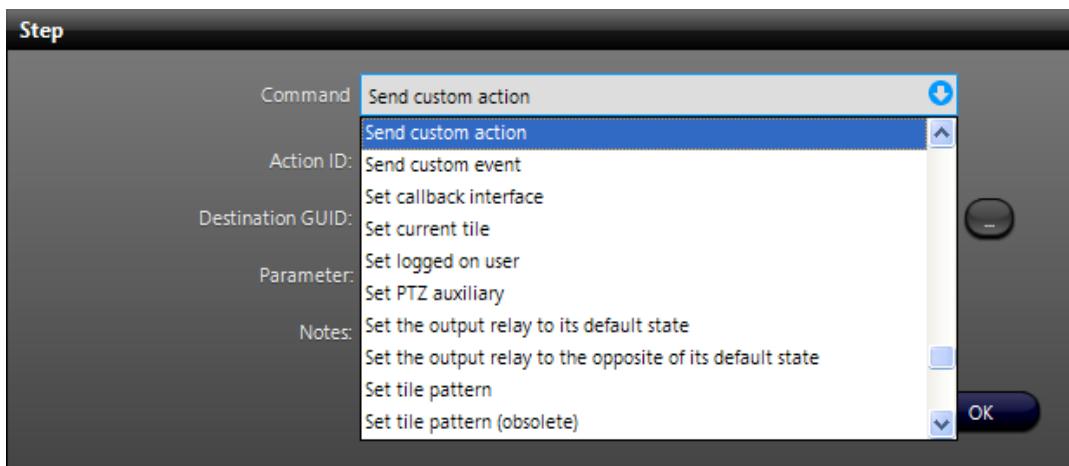 Step
Command
Send custom action
Send custom action
Action ID:
Send custom event
Set callback interface
Destination GUID:
...
Set current tile
Set logged on user
Parameter:
Set PTZ auxiliary
Notes:
Set the output relay to its default state
Set the output relay to the opposite of its default state
Set tile pattern
Set tile pattern (obsolete)
OK